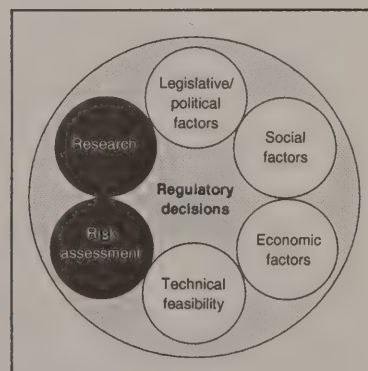 Legislative/
political
factors
Research
Social
factors
Regulatory
decisions
Risk
assessment
Economic
factors
Technical
feasibility